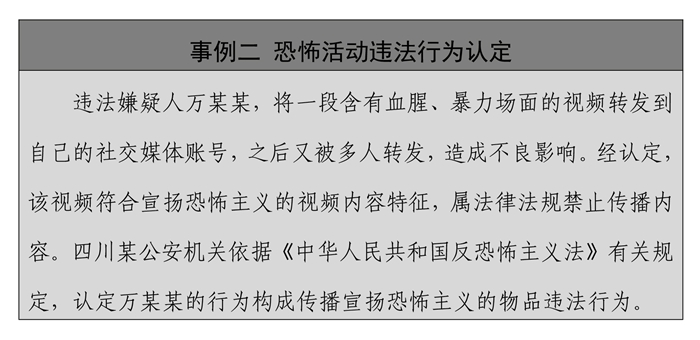 事例二 恐怖活动违法行为认定
违法嫌疑人万某某，将一段含有血腥、暴力场面的视频转发到
自己的社交媒体账号，之后又被多人转发，造成不良影响。经认定，
该视频符合宣扬恐怖主义的视频内容特征，属法律法规禁止传播内
容。四川某公安机关依据《中华人民共和国反恐怖主义法》有关规
定，认定万某某的行为构成传播宣扬恐怖主义的物品违法行为。